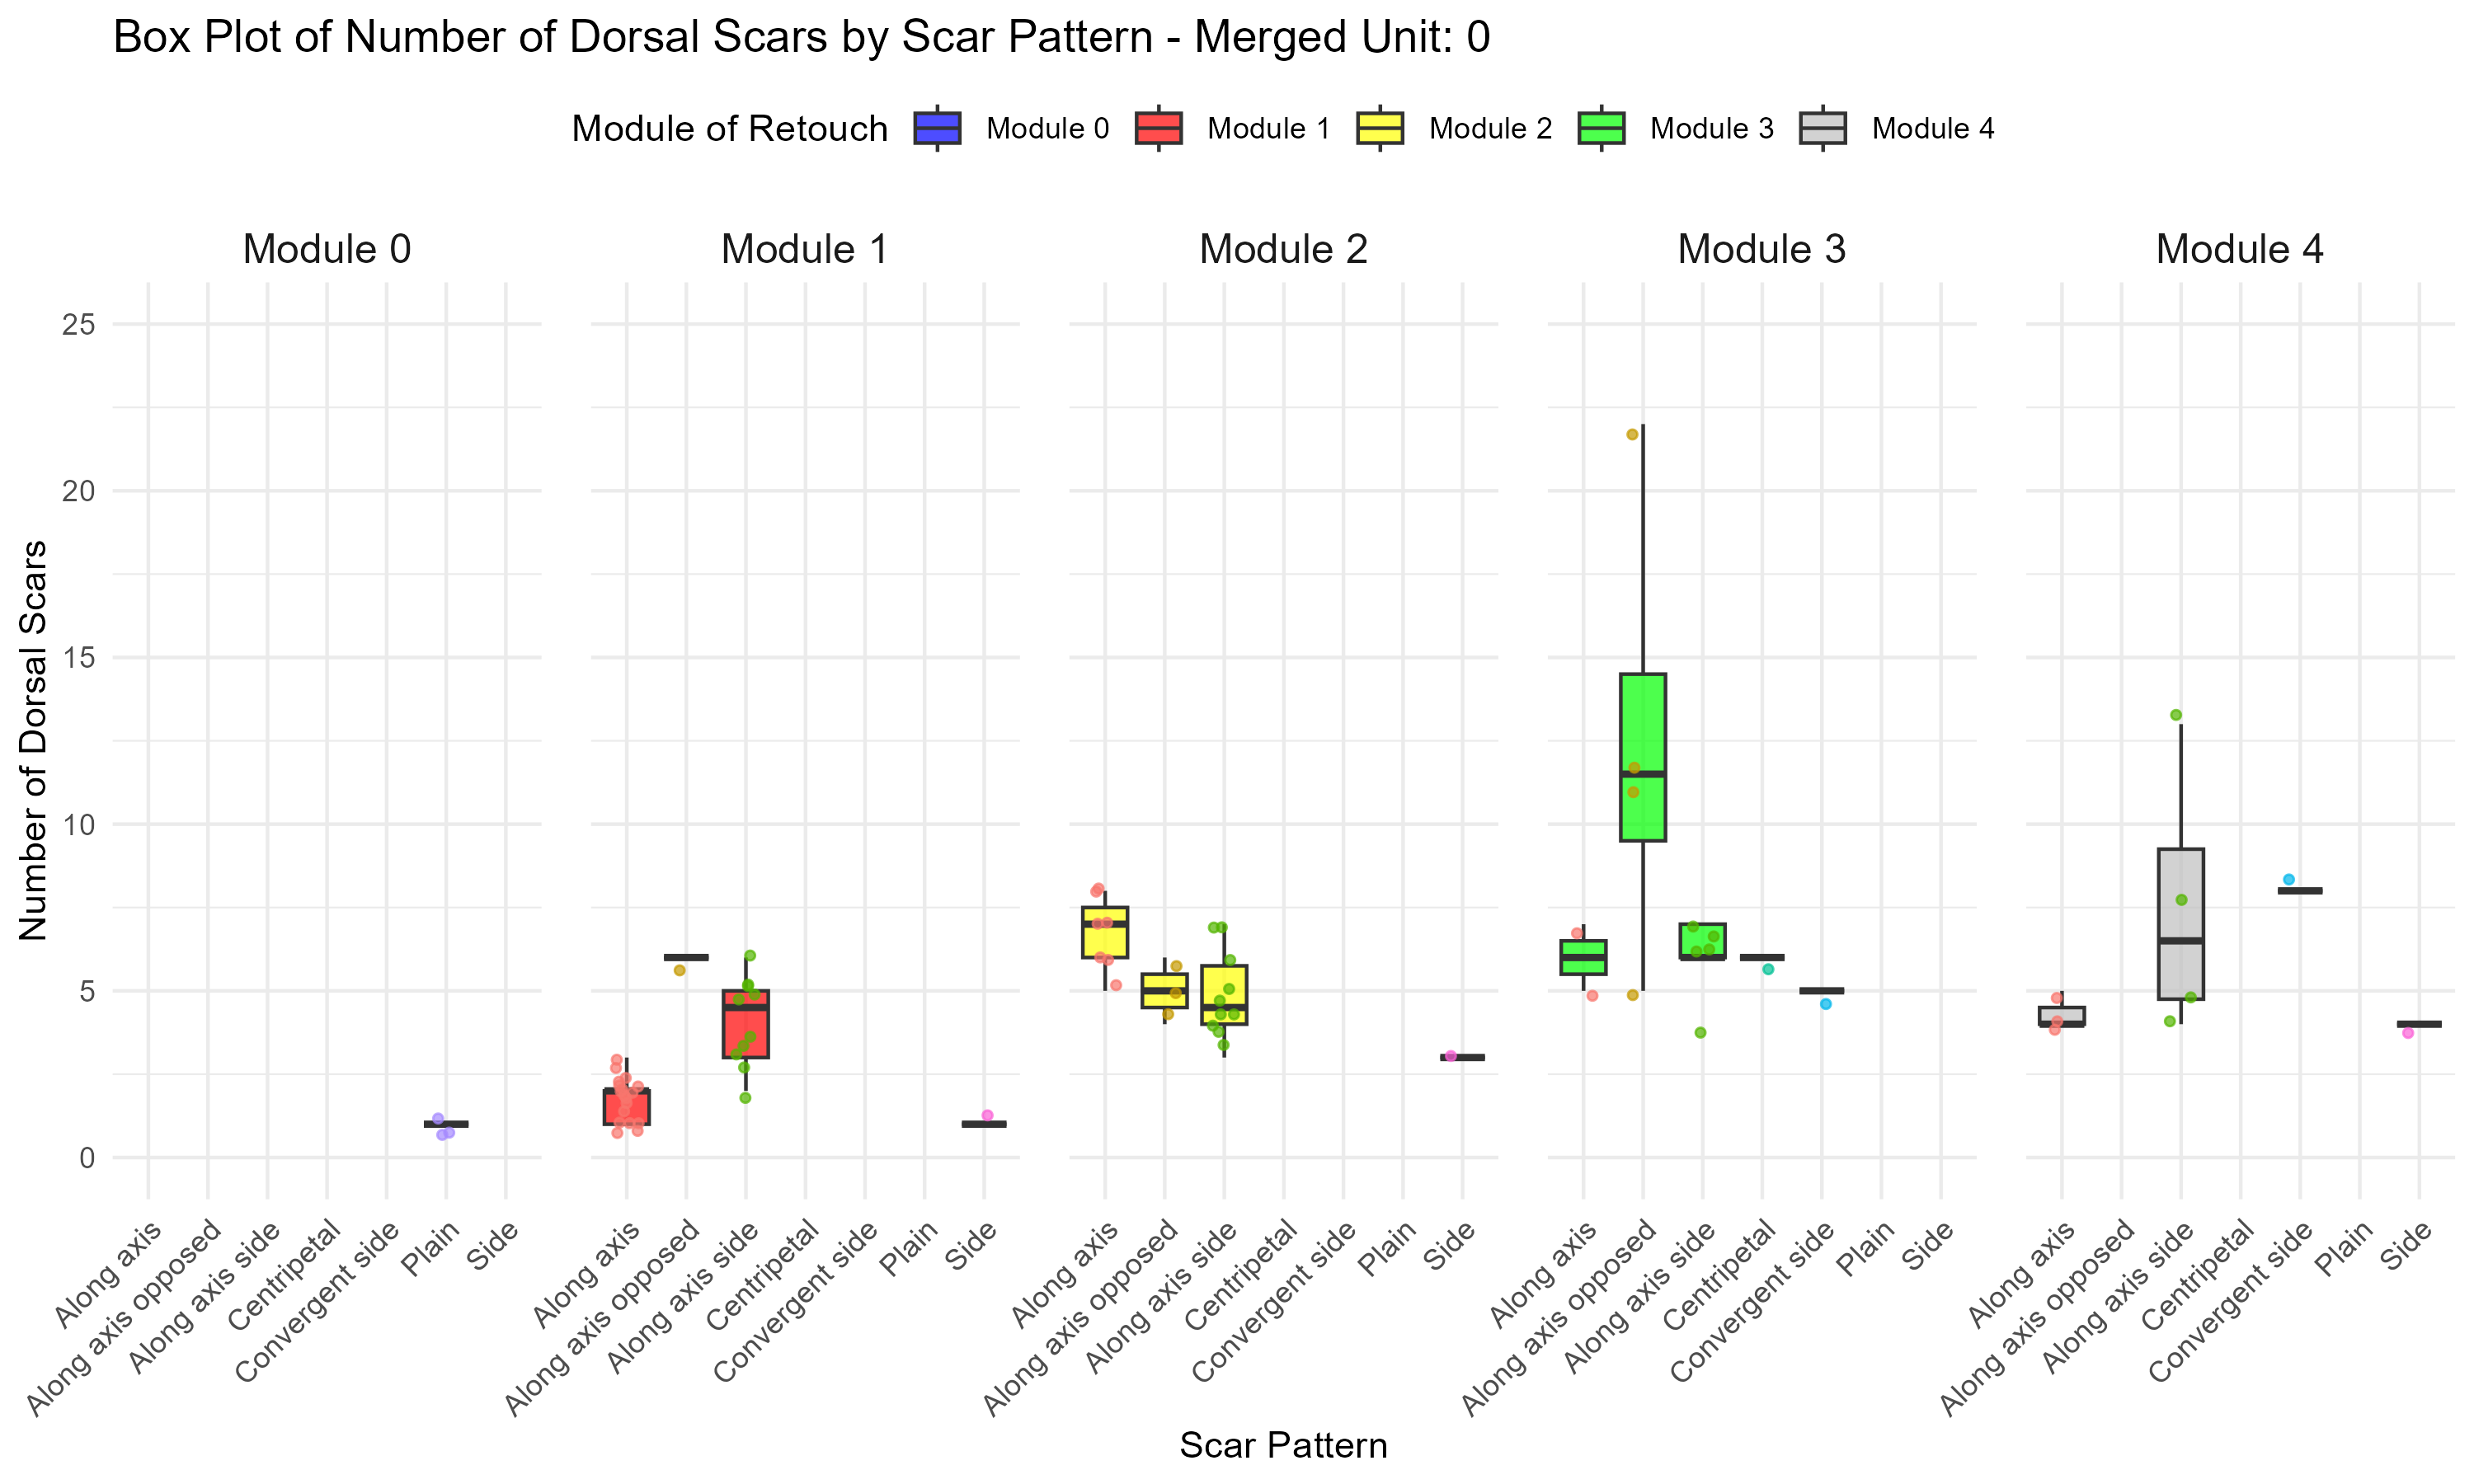 Box Plot of Number of Dorsal Scars by Scar Pattern - Merged Unit: 0
Module of Retouch Module 0 Module 1 Module 2 Module 3 Module 4
Module 0 Module 1 Module 2 Module 3 Module 4
Number of Dorsal Scars
25
20
15
10
5
0
Along axis
Along axis opposed
Along axis side
Centripetal
Convergent side
Plain
Side
Along axis
Along axis opposed
Along axis side
Centripetal
Convergent side
Plain
Side
Along axis
Along axis opposed
Along axis side
Centripetal
Convergent side
Plain
Side
Along axis
Along axis opposed
Along axis side
Centripetal
Convergent side
Plain
Side
Along axis
Along axis opposed
Along axis side
Centripetal
Convergent side
Plain
Side
Scar Pattern